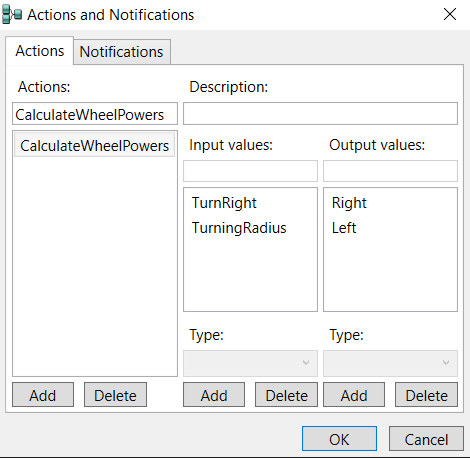 Actions and Notifications
Actions Notifications
Actions: Description:
CalculateWheelPowers
CalculateWheelPowers Input values: Output values:
TurnRight Right
TurningRadius Left
Type: Type:
Add Delete Add Delete Add Delete
OK Cancel